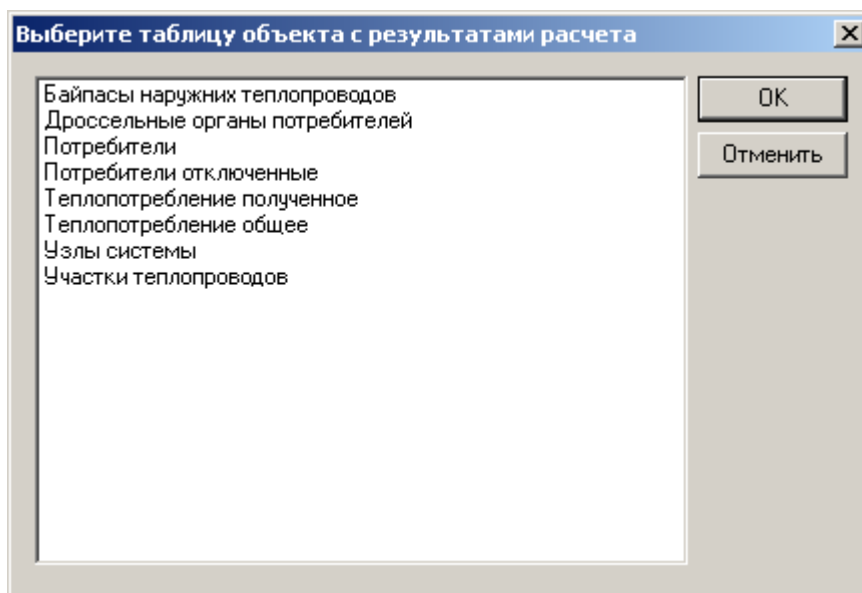 Выберите таблицу объекта с результатами расчета
Байпасы наружних теплопроводов
Дроссельные органы потребителей
Потребители
Потребители отключенные
Теплопотребление полученное
Теплопотребление общее
Узлы системы
Участки теплопроводов
OK
Отменить